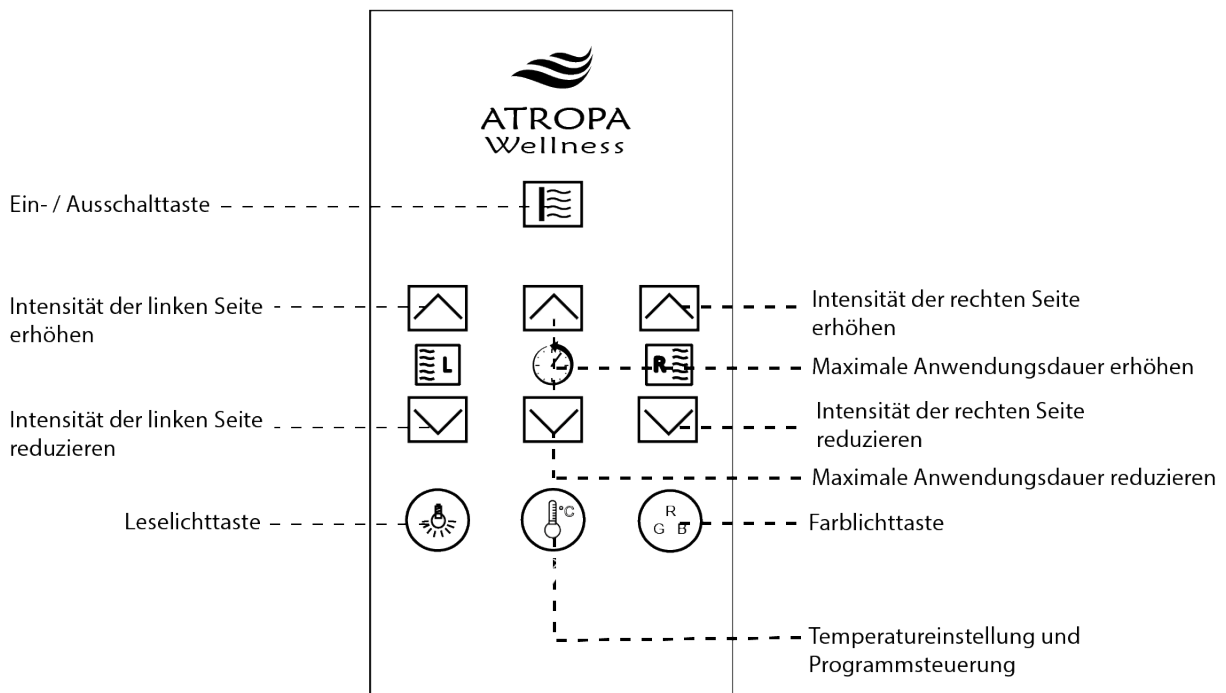 ATROPA
Wellness
Ein- / Ausschalttaste
Intensität der linken Seite
erhöhen
Intensität der rechten Seite
erhöhen
L
R
Maximale Anwendungsdauer erhöhen
Intensität der linken Seite
reduzieren
Intensität der rechten Seite
reduzieren
Maximale Anwendungsdauer reduzieren
Leselichttaste
°C
R
G B
Farblichttaste
Temperatureinstellung und
Programmsteuerung